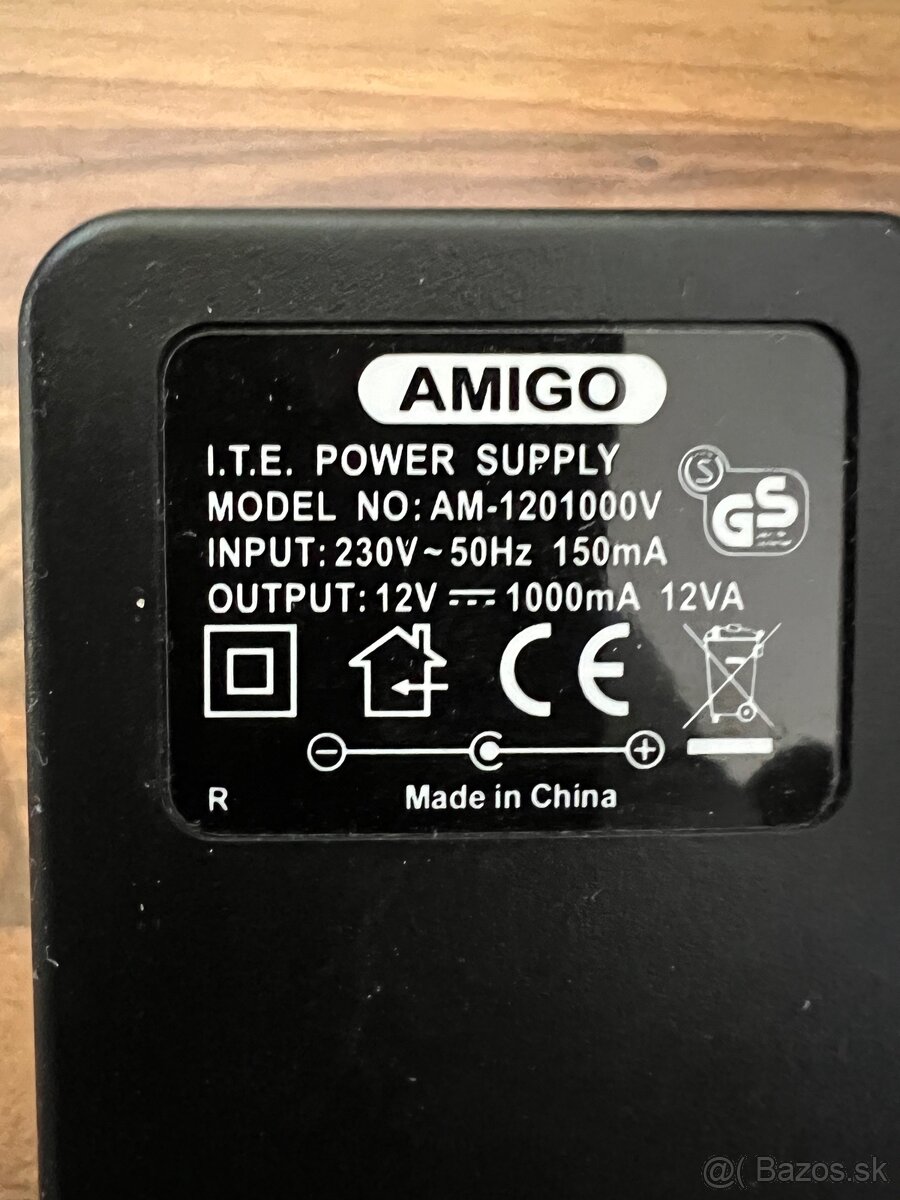 AMIGO
I.T.E. POWER SUPPLY
MODEL NO: AM-1201000V
INPUT: 230V~50Hz 150mA
OUTPUT: 12V ⎓ 1000mA 12VA
S
GS
CE
− +
R
Made in China
@( Bazos.sk